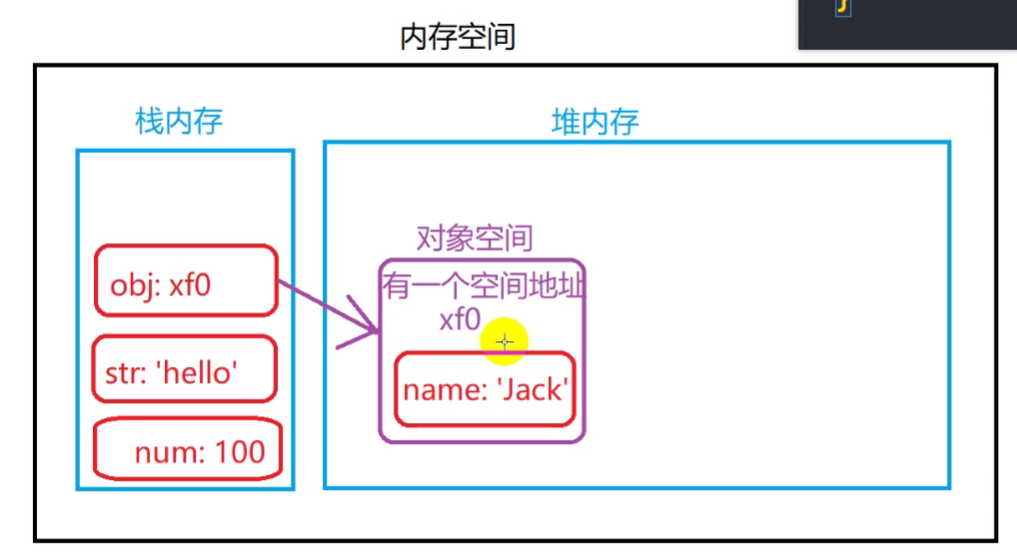 }
内存空间
栈内存
堆内存
对象空间
有一个空间地址
xf0
obj: xf0
name: 'Jack'
str: 'hello'
num: 100